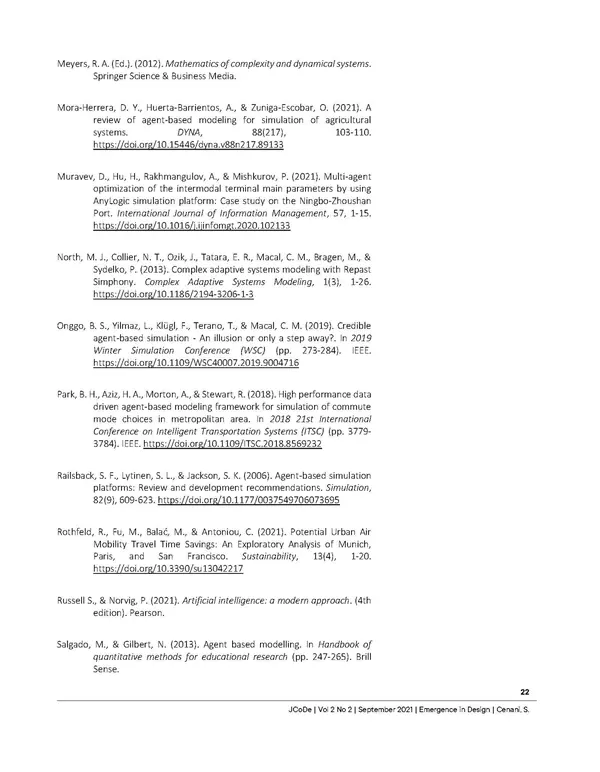 Meyers, R. A. (Ed.). (2012). Mathematics of complexity and dynamical systems.
Springer Science & Business Media.
Mora-Herrera, D. Y., Huerta-Barrientos, A., & Zuniga-Escobar, O. (2021). A
review of agent-based modeling for simulation of agricultural
systems. DYNA, 88(217), 103-110.
https://doi.org/10.15446/dyna.v88n217.89133
Muravev, D., Hu, H., Rakhmangulov, A., & Mishkurov, P. (2021). Multi-agent
optimization of the intermodal terminal main parameters by using
AnyLogic simulation platform: Case study on the Ningbo-Zhoushan
Port. International Journal of Information Management, 57, 1-15.
https://doi.org/10.1016/j.ijinfomgt.2020.102133
North, M. J., Collier, N. T., Ozik, J., Tatara, E. R., Macal, C. M., Bragen, M., &
Sydelko, P. (2013). Complex adaptive systems modeling with Repast
Simphony. Complex Adaptive Systems Modeling, 1(3), 1-26.
https://doi.org/10.1186/2194-3206-1-3
Onggo, B. S., Yilmaz, L., Klügl, F., Terano, T., & Macal, C. M. (2019). Credible
agent-based simulation - An illusion or only a step away?. In 2019
Winter Simulation Conference (WSC) (pp. 273-284). IEEE.
https://doi.org/10.1109/WSC40007.2019.9004716
Park, B. H., Aziz, H. A., Morton, A., & Stewart, R. (2018). High performance data
driven agent-based modeling framework for simulation of commute
mode choices in metropolitan area. In 2018 21st International
Conference on Intelligent Transportation Systems (ITSC) (pp. 3779-
3784). IEEE. https://doi.org/10.1109/ITSC.2018.8569232
Railsback, S. F., Lytinen, S. L., & Jackson, S. K. (2006). Agent-based simulation
platforms: Review and development recommendations. Simulation,
82(9), 609-623. https://doi.org/10.1177/0037549706073695
Rothfeld, R., Fu, M., Balać, M., & Antoniou, C. (2021). Potential Urban Air
Mobility Travel Time Savings: An Exploratory Analysis of Munich,
Paris, and San Francisco. Sustainability, 13(4), 1-20.
https://doi.org/10.3390/su13042217
Russell S., & Norvig, P. (2021). Artificial intelligence: a modern approach. (4th
edition). Pearson.
Salgado, M., & Gilbert, N. (2013). Agent based modelling. In Handbook of
quantitative methods for educational research (pp. 247-265). Brill
Sense.
22
JCoDe | Vol 2 No 2 | September 2021 | Emergence in Design | Cenani, S.